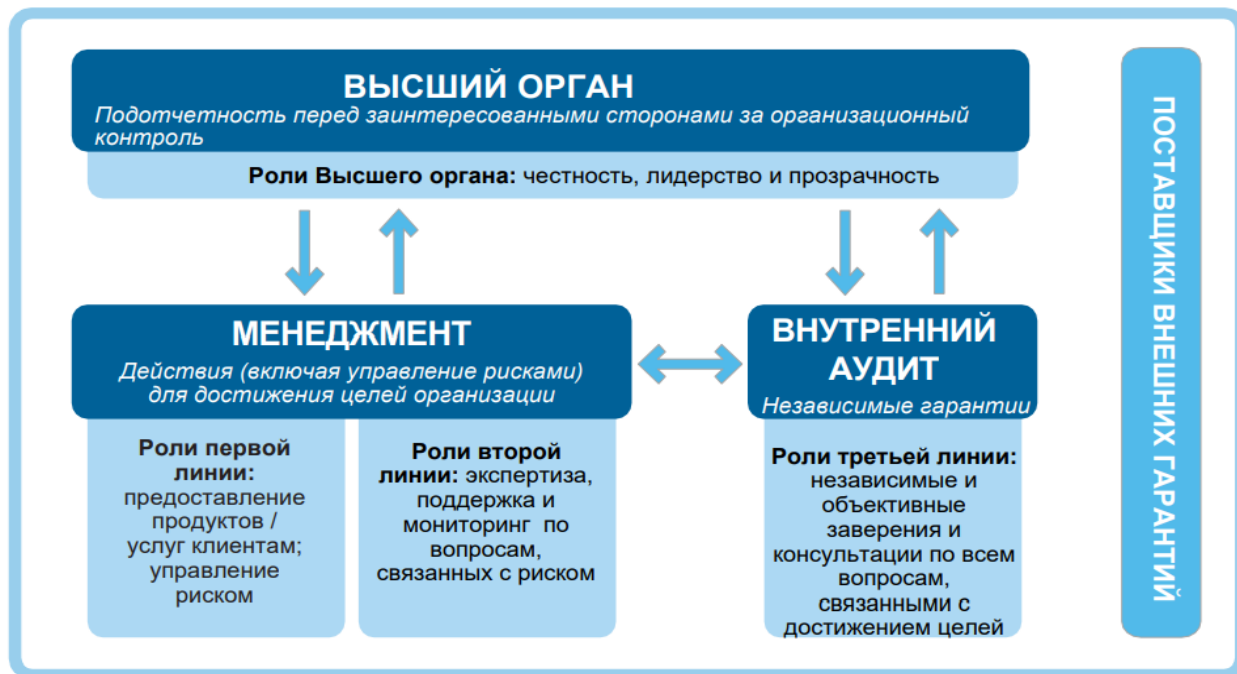 ВЫСШИЙ ОРГАН
Подотчетность перед заинтересованными сторонами за организационный
контроль
Роли Высшего органа: честность, лидерство и прозрачность
МЕНЕДЖМЕНТ
Действия (включая управление рисками)
для достижения целей организации
Роли первой
линии:
предоставление
продуктов /
услуг клиентам;
управление
риском
Роли второй
линии: экспертиза,
поддержка и
мониторинг по
вопросам,
связанных с риском
ВНУТРЕННИЙ
АУДИТ
Независимые гарантии
Роли третьей линии:
независимые и
объективные
заверения и
консультации по всем
вопросам,
связанными с
достижением целей
ПОСТАВЩИКИ ВНЕШНИХ ГАРАНТИЙ